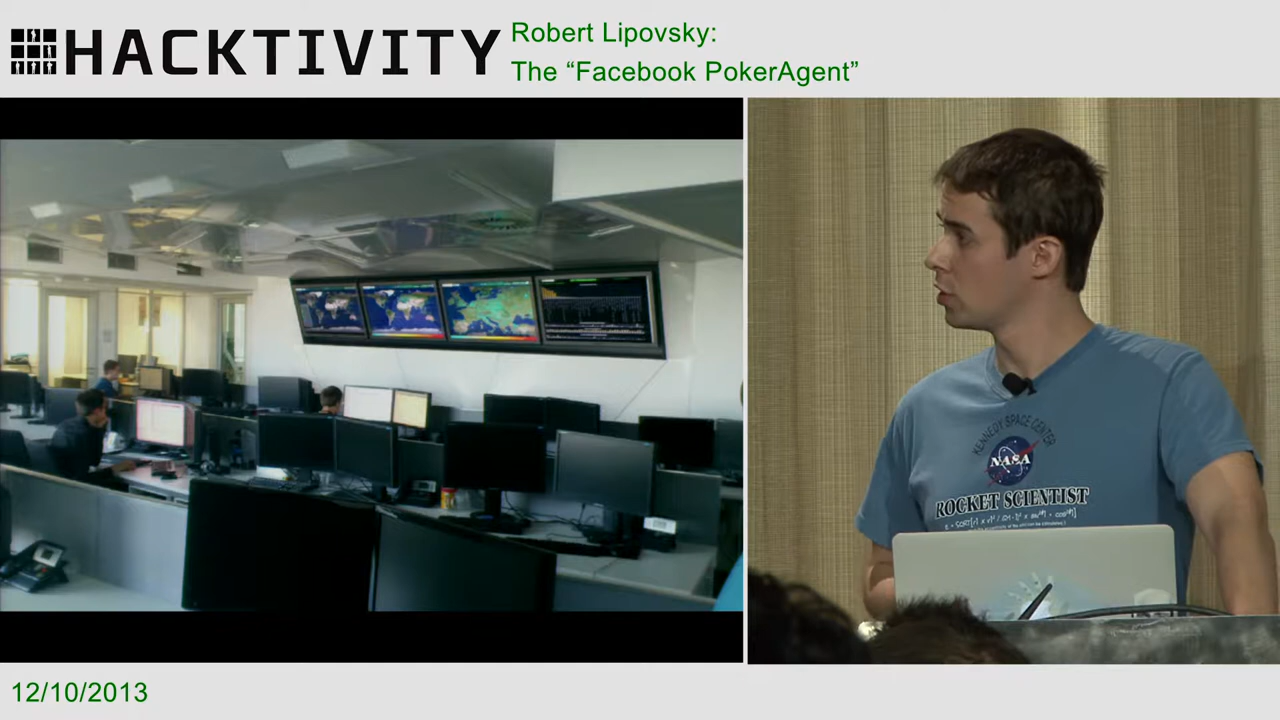 HACKTIVITY
Robert Lipovsky:
The “Facebook PokerAgent”
KENNEDY SPACE CENTER
NASA
ROCKET SCIENTIST
12/10/2013